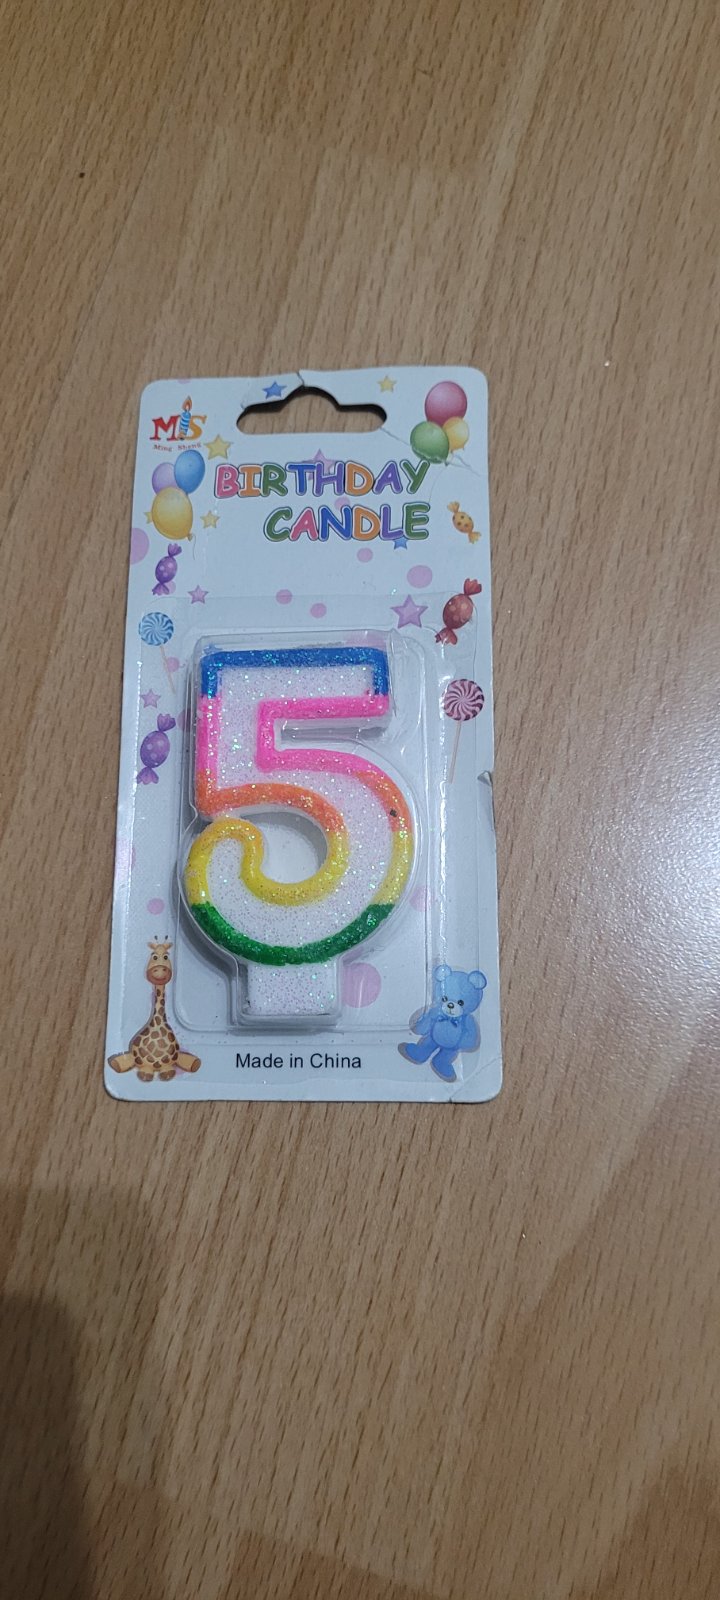 MS
Ming Sheng
BIRTHDAY
CANDLE
5
Made in China